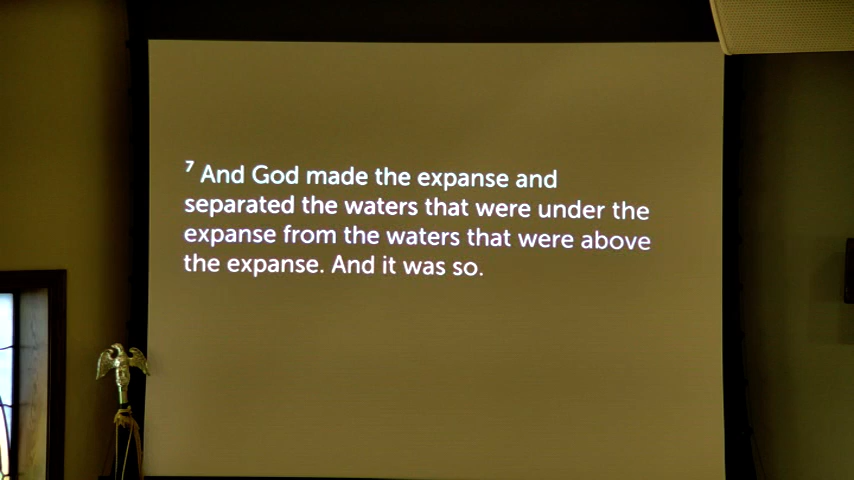 ⁷ And God made the expanse and
separated the waters that were under the
expanse from the waters that were above
the expanse. And it was so.